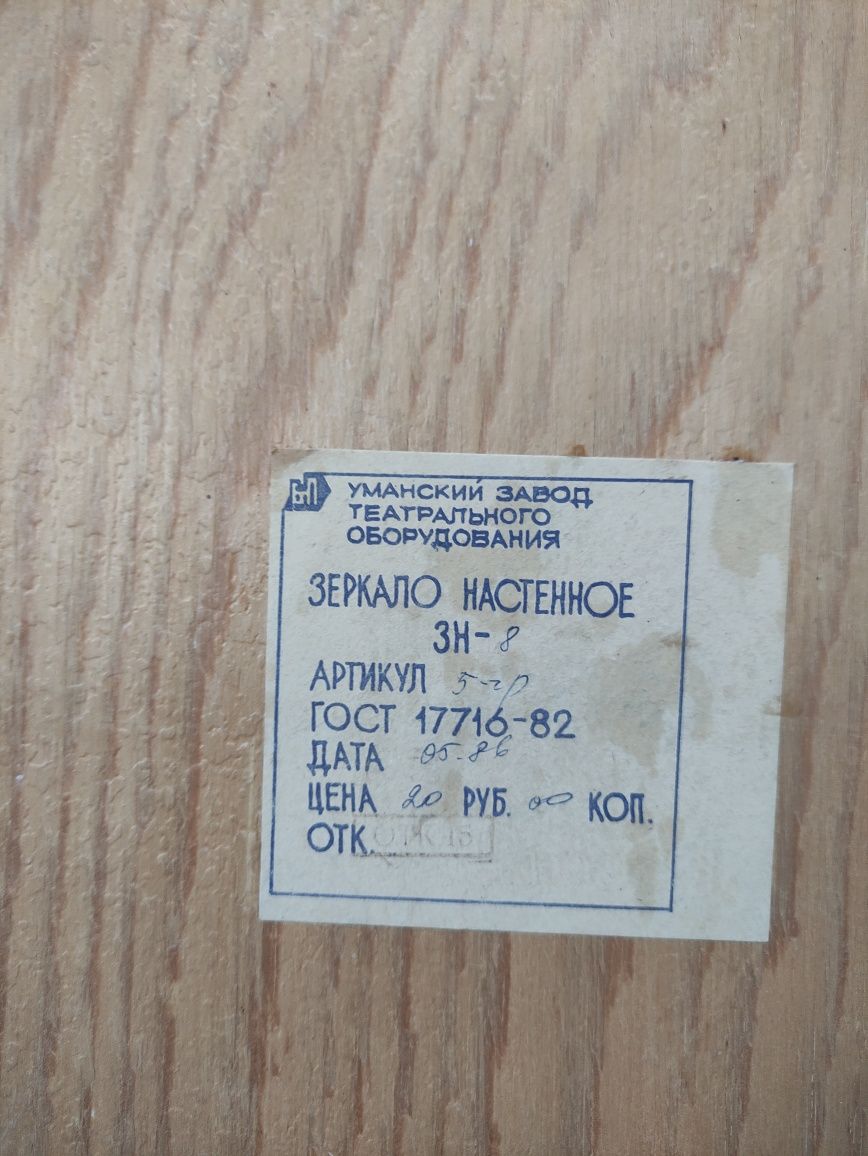 УМАНСКИЙ ЗАВОД
ТЕАТРАЛЬНОГО
ОБОРУДОВАНИЯ
ЗЕРКАЛО НАСТЕННОЕ
ЗН-8
АРТИКУЛ 5-гр
ГОСТ 17716-82
ДАТА 05.86
ЦЕНА 20 РУБ. 00 КОП.
ОТК.